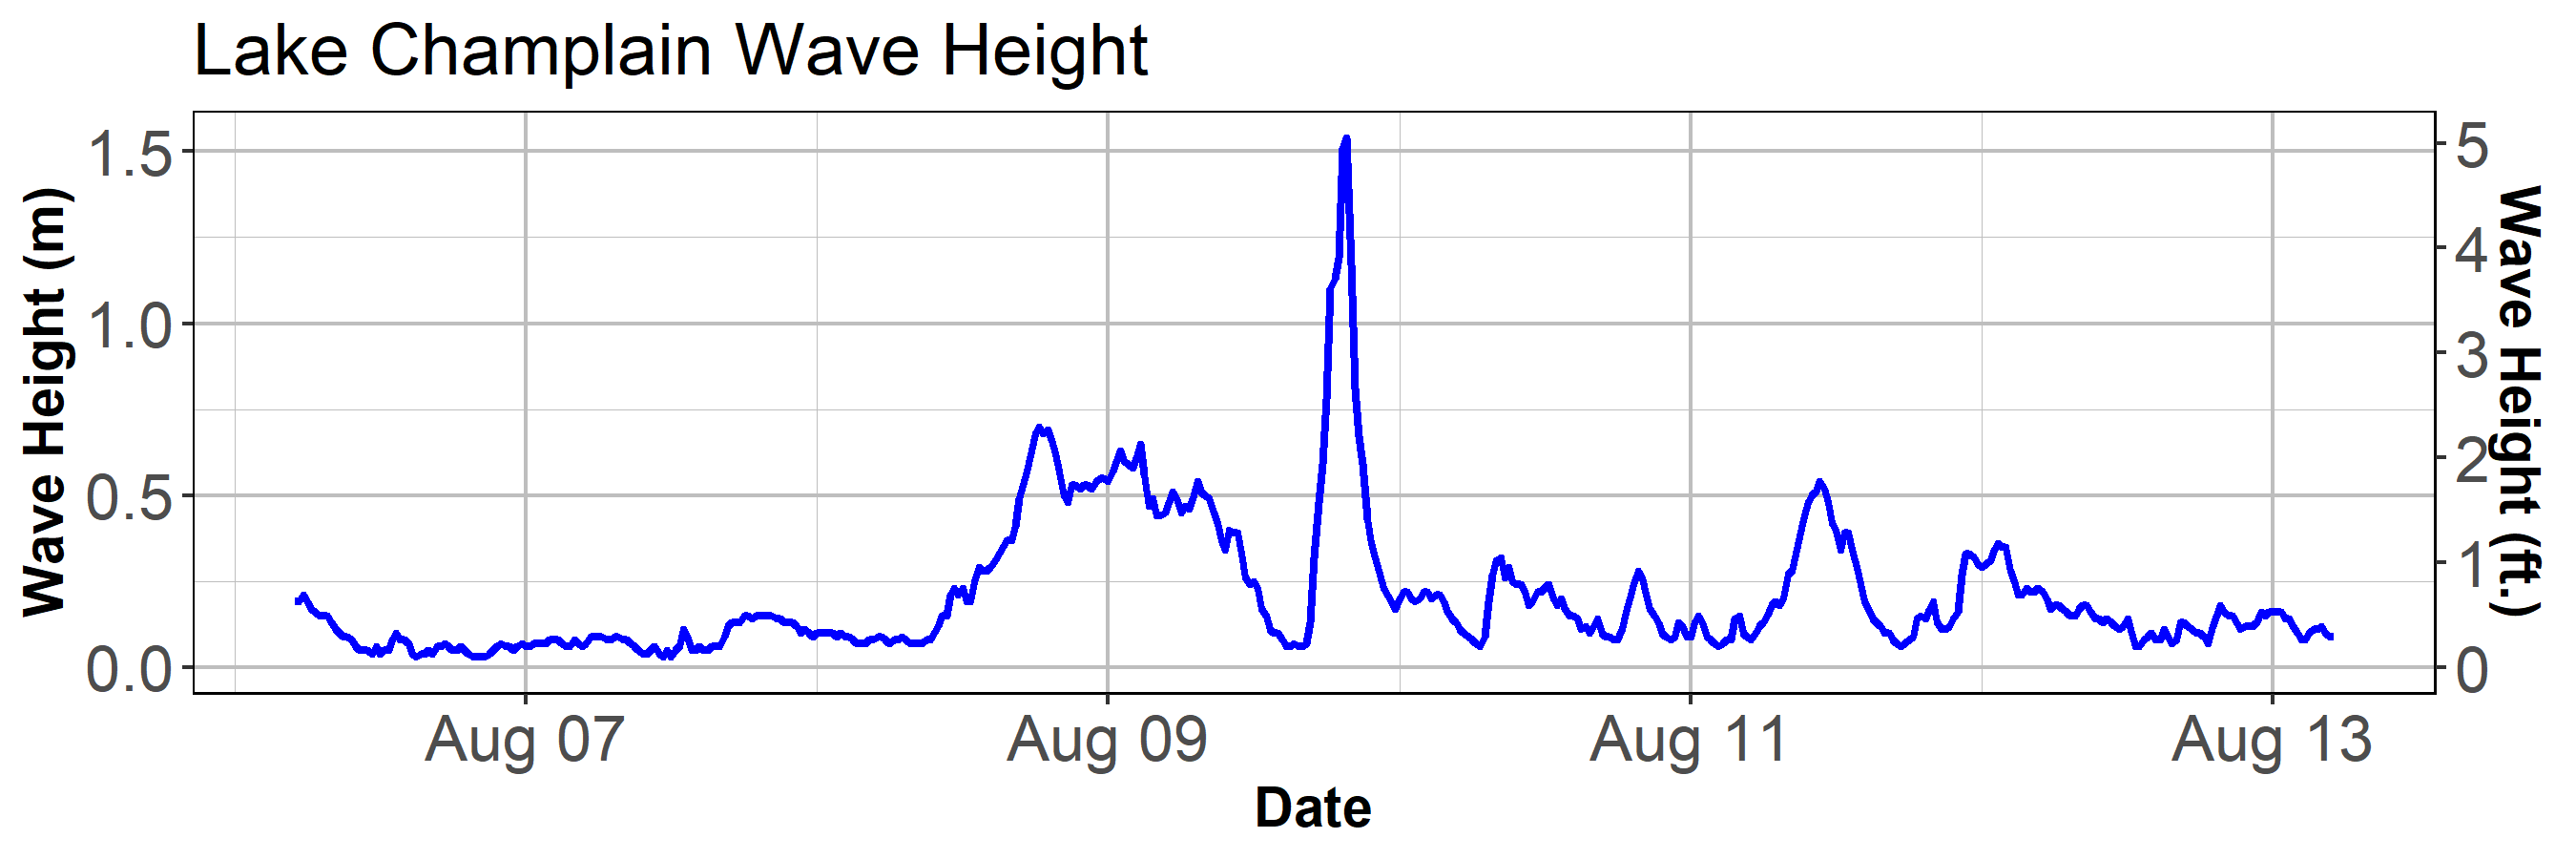 Lake Champlain Wave Height
Wave Height (m)
1.5
1.0
0.5
0.0
5
4
3
2
1
0
Wave Height (ft.)
Aug 07
Aug 09
Aug 11
Aug 13
Date